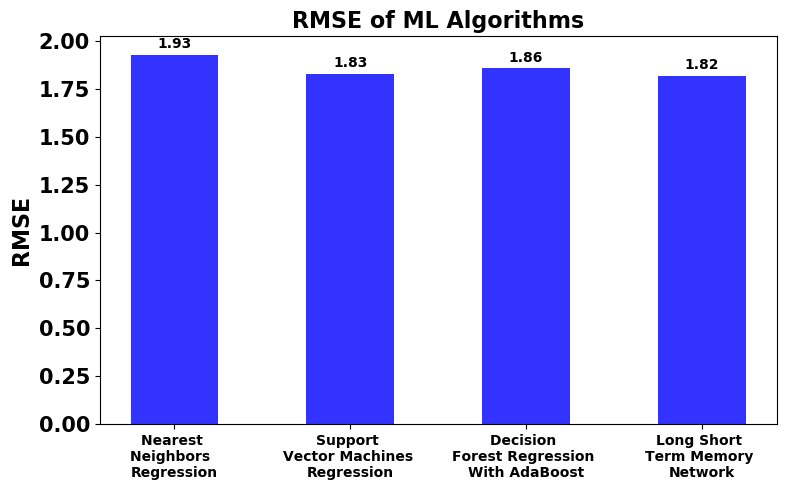 RMSE of ML Algorithms
RMSE
2.00
1.75
1.50
1.25
1.00
0.75
0.50
0.25
0.00
1.93
1.83
1.86
1.82
Nearest
Neighbors
Regression
Support
Vector Machines
Regression
Decision
Forest Regression
With AdaBoost
Long Short
Term Memory
Network